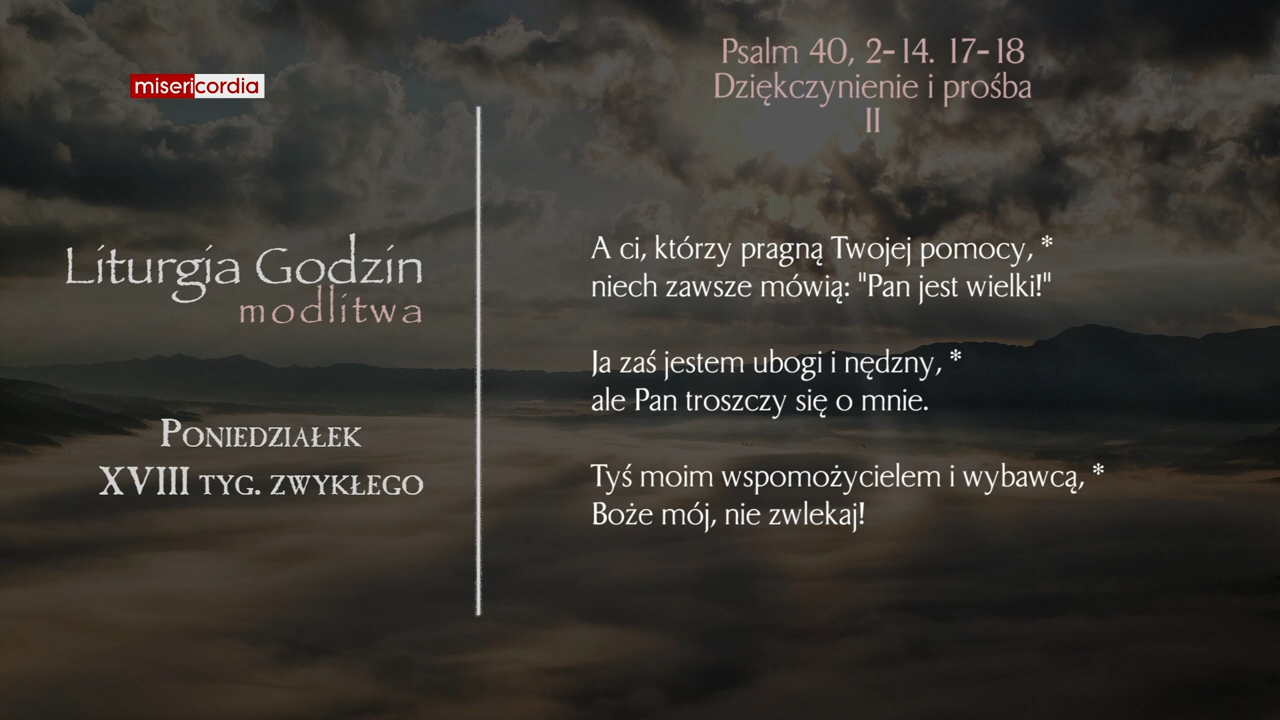 misericordia
Liturgia Godzin
modlitwa
Poniedziałek
XVIII tyg. zwykłego
Psalm 40, 2-14. 17-18
Dziękczynienie i prośba
II
A ci, którzy pragną Twojej pomocy, *
niech zawsze mówią: "Pan jest wielki!"
Ja zaś jestem ubogi i nędzny, *
ale Pan troszczy się o mnie.
Tyś moim wspomożycielem i wybawcą, *
Boże mój, nie zwlekaj!